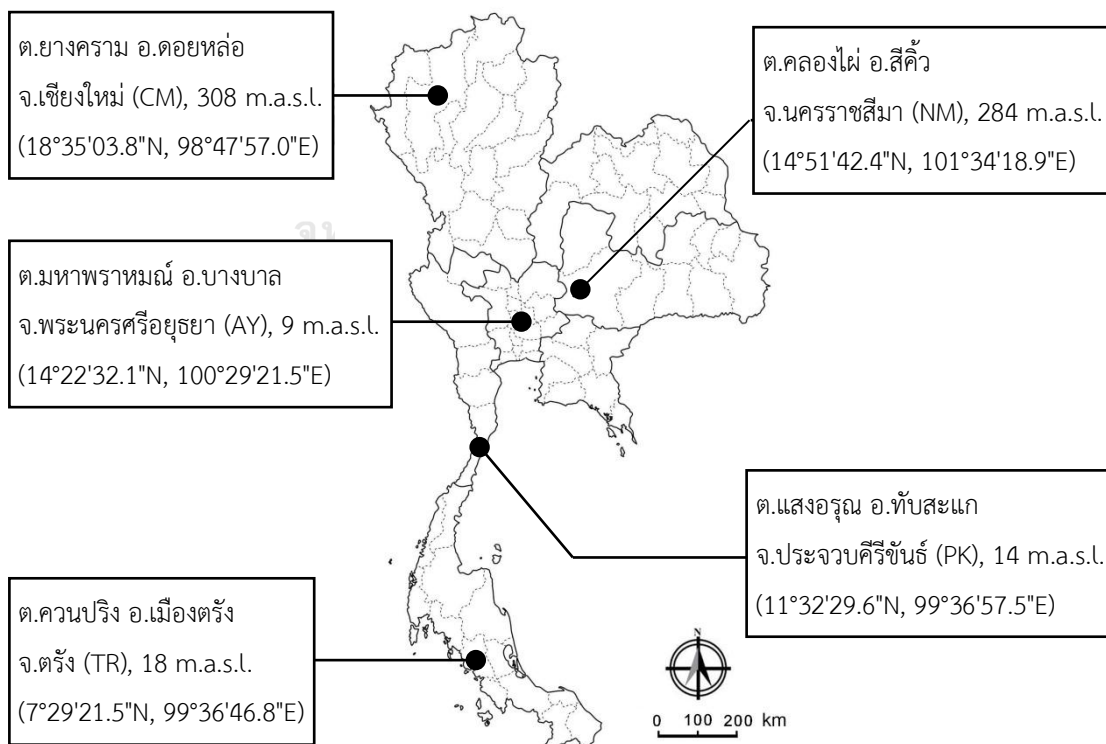 ต.ยางคราม อ.ดอยหล่อ
จ.เชียงใหม่ (CM), 308 m.a.s.l.
(18°35'03.8"N, 98°47'57.0"E)
ต.คลองไผ่ อ.สีคิ้ว
จ.นครราชสีมา (NM), 284 m.a.s.l.
(14°51'42.4"N, 101°34'18.9"E)
ต.มหาพราหมณ์ อ.บางบาล
จ.พระนครศรีอยุธยา (AY), 9 m.a.s.l.
(14°22'32.1"N, 100°29'21.5"E)
ต.แสงอรุณ อ.ทับสะแก
จ.ประจวบคีรีขันธ์ (PK), 14 m.a.s.l.
(11°32'29.6"N, 99°36'57.5"E)
ต.ควนปริง อ.เมืองตรัง
จ.ตรัง (TR), 18 m.a.s.l.
(7°29'21.5"N, 99°36'46.8"E)
N
0 100 200 km